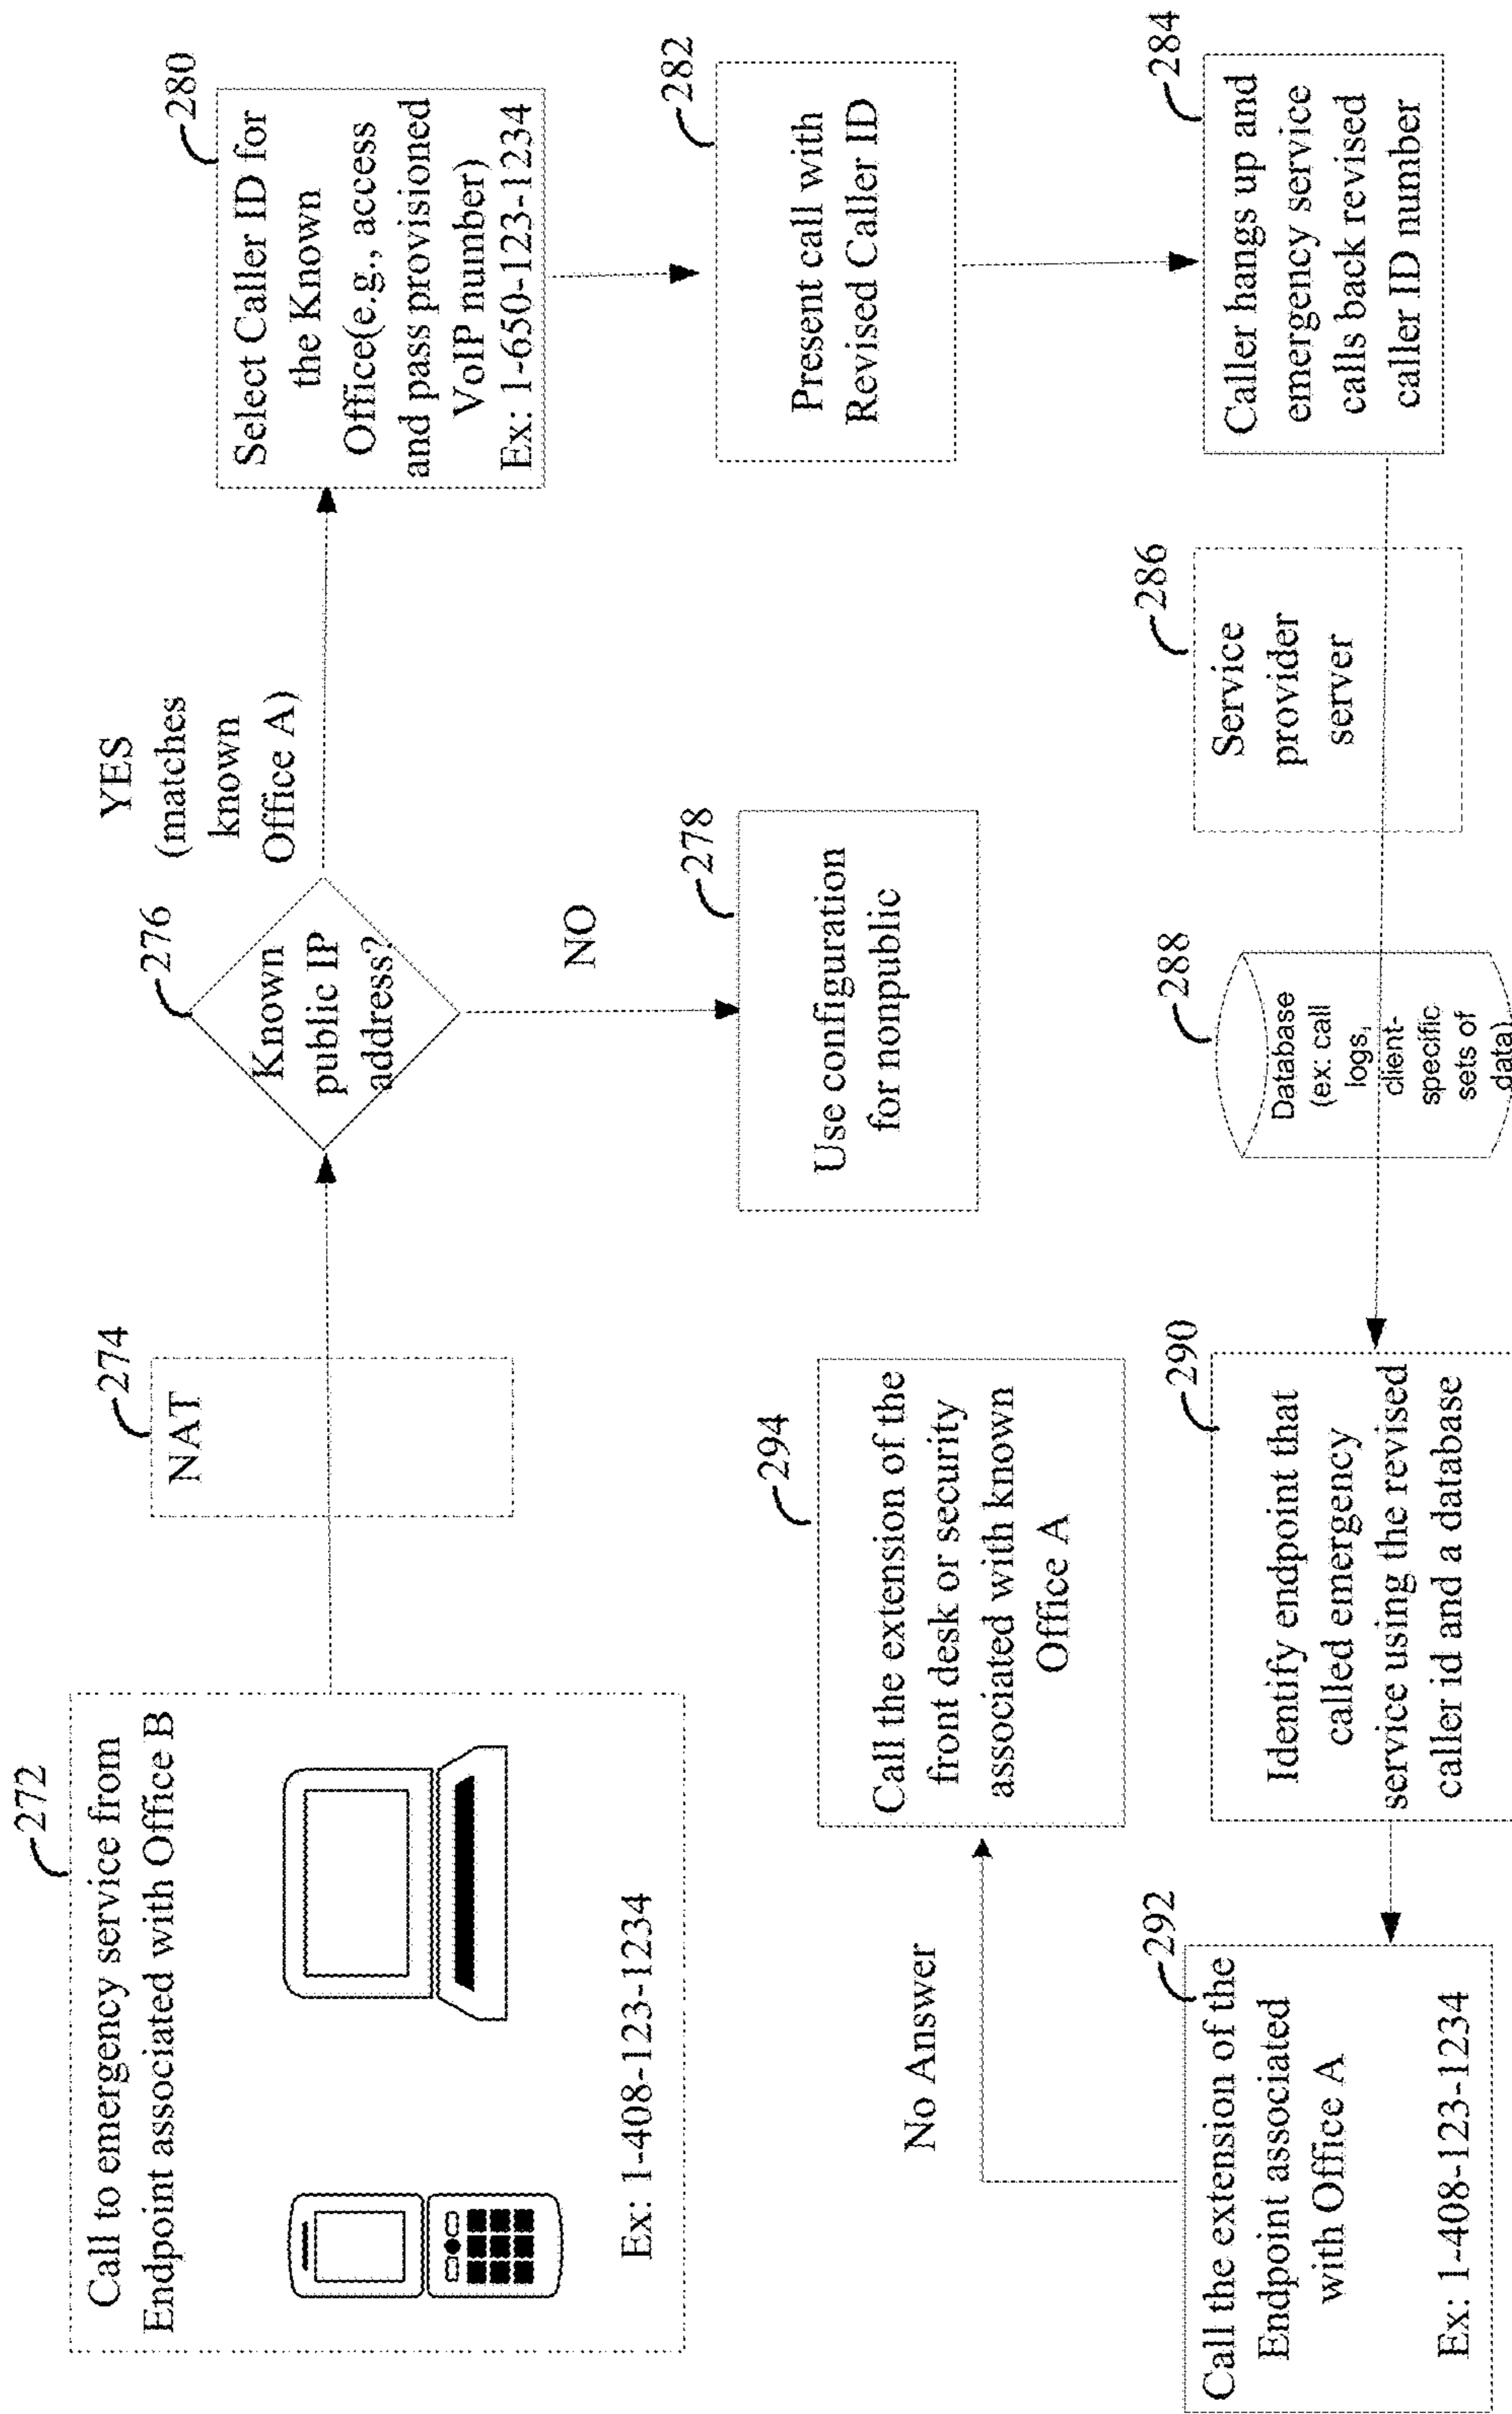 272
Call to emergency service from
Endpoint associated with Office B
Ex: 1-408-123-1234
274
NAT
276
Known
public IP
address?
YES
(matches
known
Office A)
NO
278
Use configuration
for nonpublic
280
Select Caller ID for
the Known
Office(e.g., access
and pass provisioned
VoIP number)
Ex: 1-650-123-1234
282
Present call with
Revised Caller ID
284
Caller hangs up and
emergency service
calls back revised
caller ID number
286
Service
provider
server
288
Database
(ex: call
logs,
client-
specific
sets of
data)
290
Identify endpoint that
called emergency
service using the revised
caller id and a database
292
Call the extension of the
Endpoint associated
with Office A
Ex: 1-408-123-1234
No Answer
294
Call the extension of the
front desk or security
associated with known
Office A